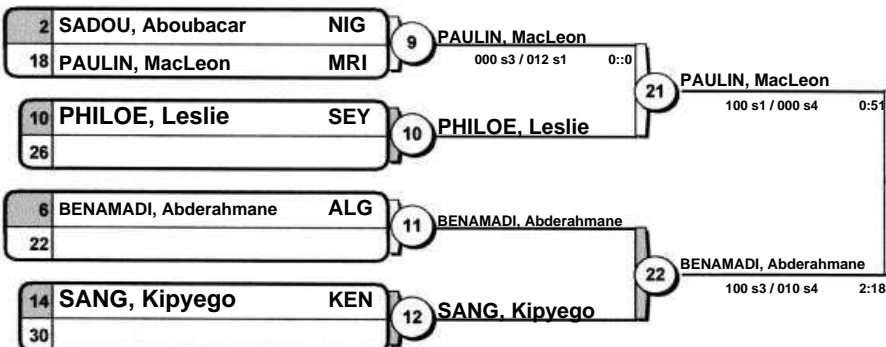 2 SADOU, Aboubacar NIG
18 PAULIN, MacLeon MRI
9
PAULIN, MacLeon
000 s3 / 012 s1 0::0
10 PHILOE, Leslie SEY
26
10
PHILOE, Leslie
21
PAULIN, MacLeon
100 s1 / 000 s4 0:51
6 BENAMADI, Abderahmane ALG
22
11
BENAMADI, Abderahmane
14 SANG, Kipyego KEN
30
12
SANG, Kipyego
22
BENAMADI, Abderahmane
100 s3 / 010 s4 2:18